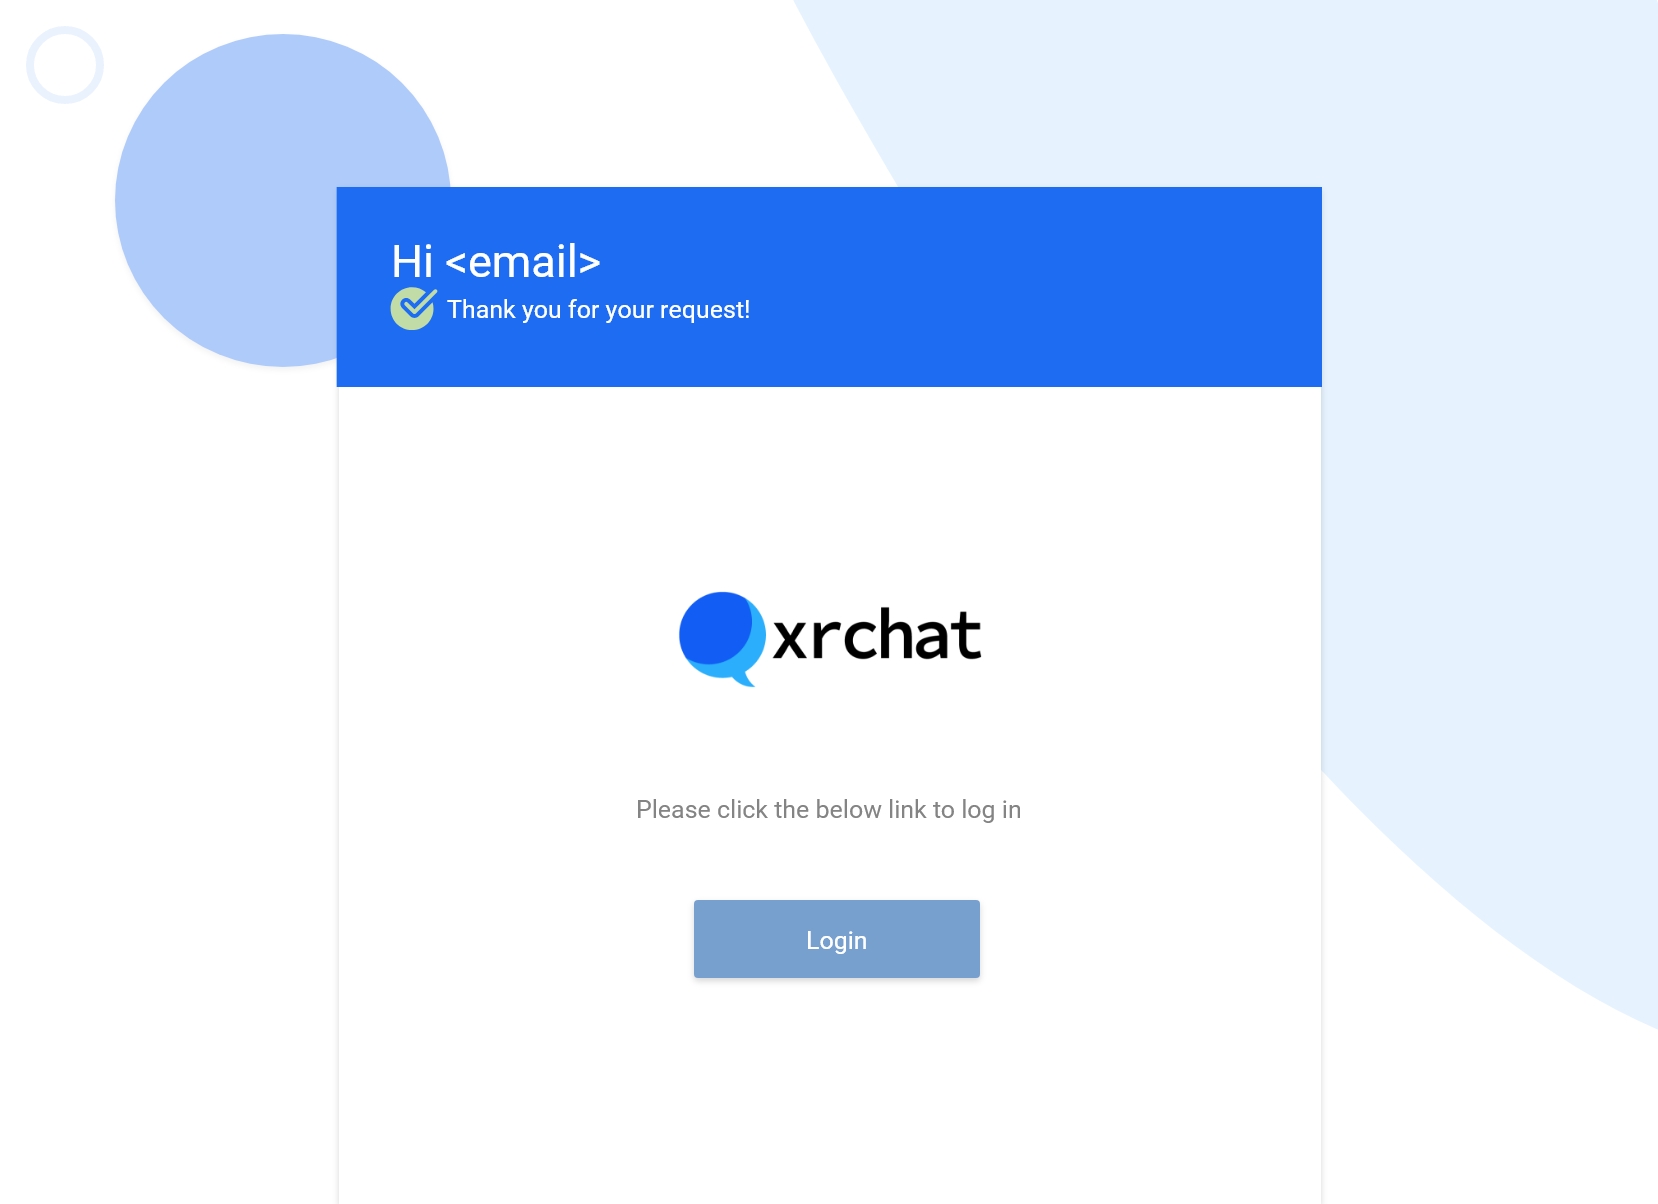 Hi <email>
Thank you for your request!
xrchat
Please click the below link to log in
Login